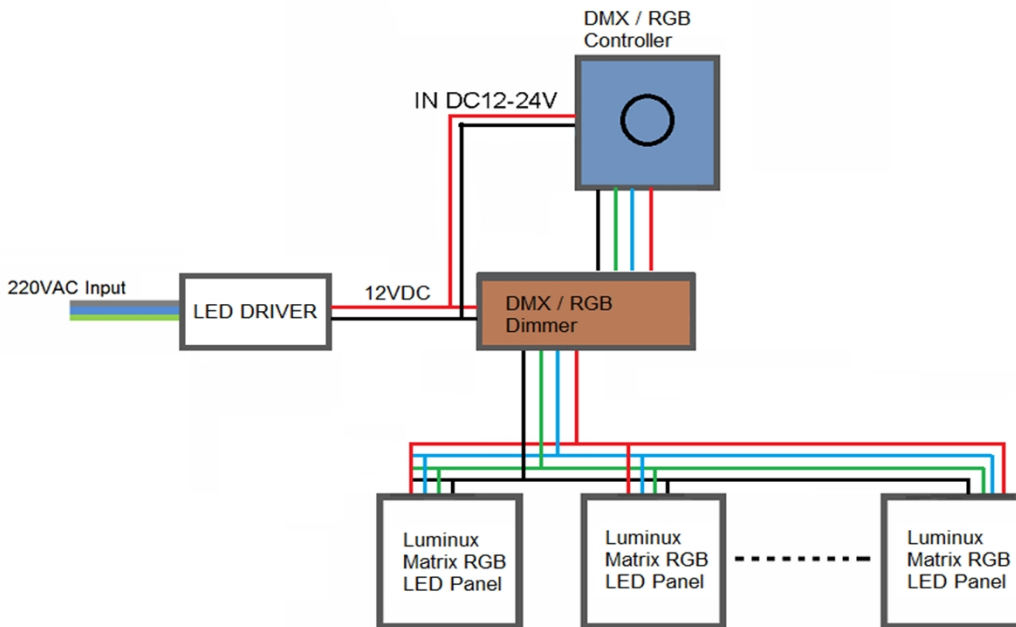 DMX / RGB
Controller
IN DC12-24V
220VAC Input
LED DRIVER
12VDC
DMX / RGB
Dimmer
Luminux
Matrix RGB
LED Panel
Luminux
Matrix RGB
LED Panel
Luminux
Matrix RGB
LED Panel